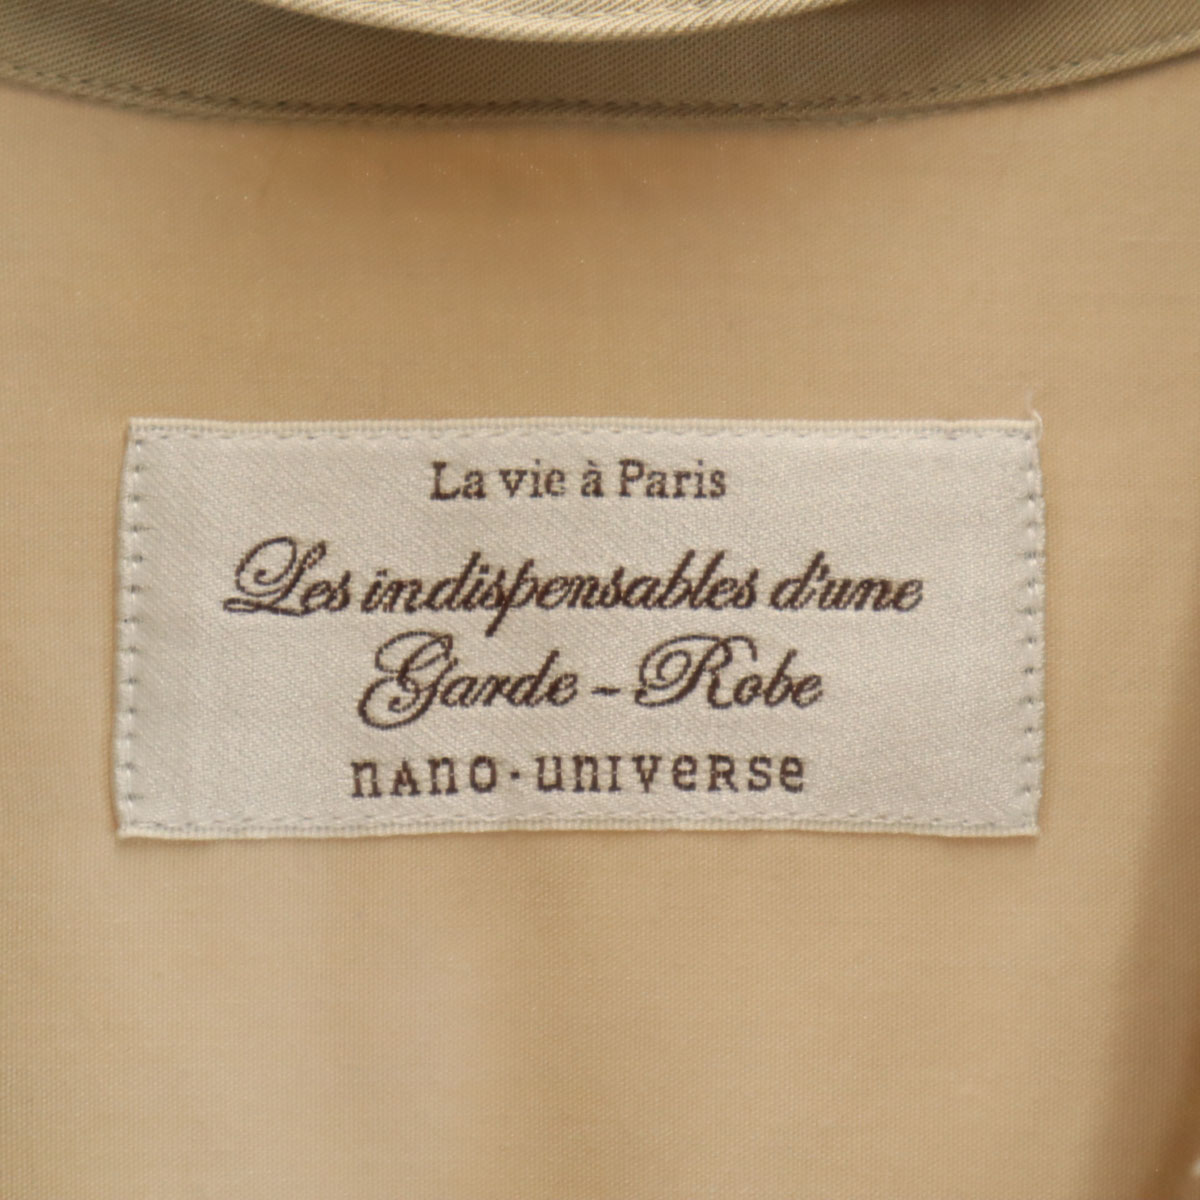 La vie à Paris
Les indispensables d'une
Garde - Robe
nANO·UNIVeRSe